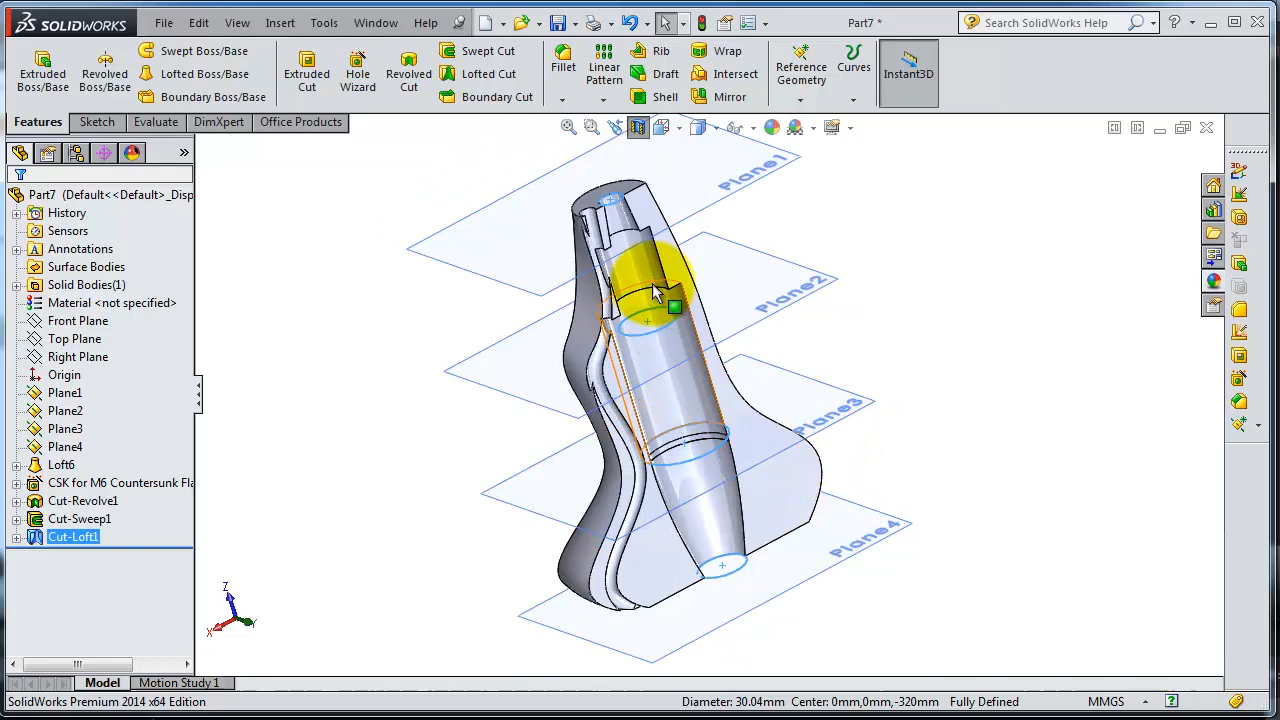 SOLIDWORKS File Edit View Insert Tools Window Help Part7 * Search SolidWorks Help
Extruded Boss/Base
Revolved Boss/Base
Swept Boss/Base
Lofted Boss/Base
Boundary Boss/Base
Extruded Cut
Hole Wizard
Revolved Cut
Swept Cut
Lofted Cut
Boundary Cut
Fillet
Linear Pattern
Rib
Draft
Shell
Wrap
Intersect
Mirror
Reference Geometry
Curves
Instant3D
Features Sketch Evaluate DimXpert Office Products
Part7 (Default<<Default>_Disp
History
Sensors
Annotations
Surface Bodies
Solid Bodies(1)
Material <not specified>
Front Plane
Top Plane
Right Plane
Origin
Plane1
Plane2
Plane3
Plane4
Loft6
CSK for M6 Countersunk Fla
Cut-Revolve1
Cut-Sweep1
Cut-Loft1
Plane1
Plane2
Plane3
Plane4
Z
X
Y
Model Motion Study 1
SolidWorks Premium 2014 x64 Edition Diameter: 30.04mm Center: 0mm,0mm,-320mm Fully Defined MMGS